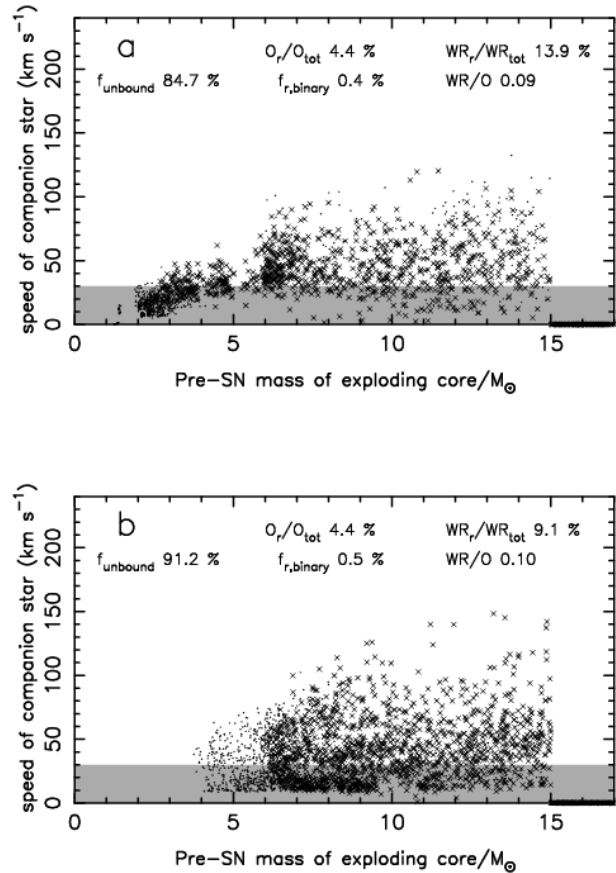 a
O_r/O_tot 4.4 % WR_r/WR_tot 13.9 %
f_unbound 84.7 % f_r,binary 0.4 % WR/O 0.09
speed of companion star (km s⁻¹)
200
150
100
50
0
0 5 10 15
Pre−SN mass of exploding core/M_⊙
b
O_r/O_tot 4.4 % WR_r/WR_tot 9.1 %
f_unbound 91.2 % f_r,binary 0.5 % WR/O 0.10
speed of companion star (km s⁻¹)
200
150
100
50
0
0 5 10 15
Pre−SN mass of exploding core/M_⊙